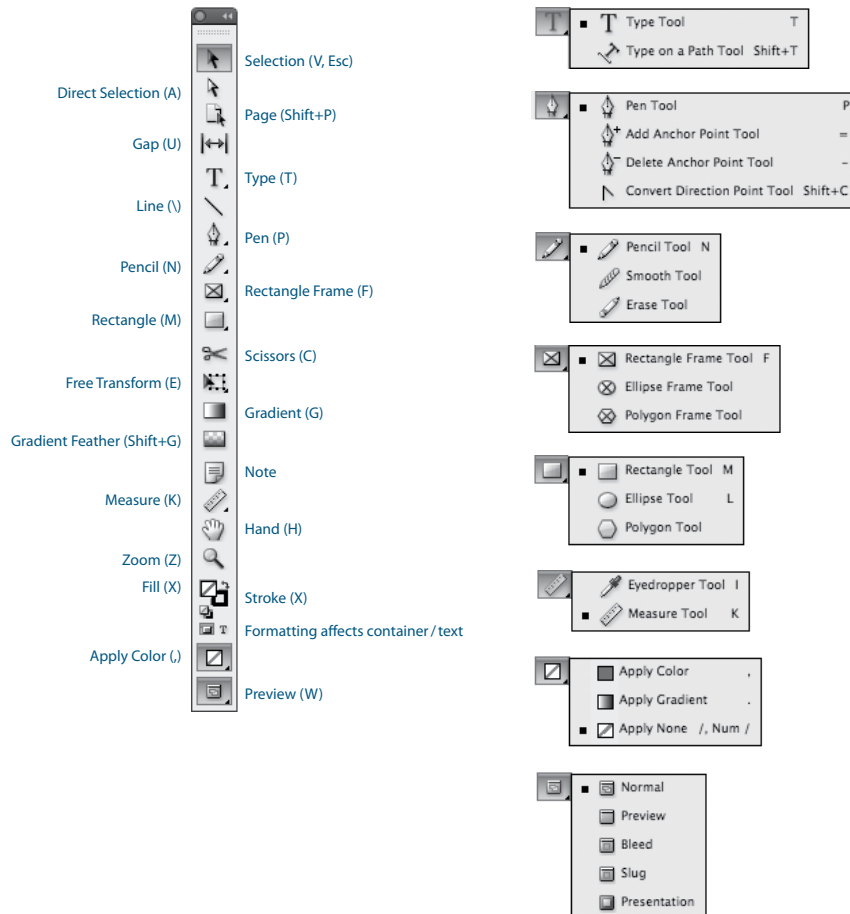 Selection (V, Esc)
Direct Selection (A)
Page (Shift+P)
Gap (U)
Type (T)
Line (\)
Pen (P)
Pencil (N)
Rectangle Frame (F)
Rectangle (M)
Scissors (C)
Free Transform (E)
Gradient (G)
Gradient Feather (Shift+G)
Note
Measure (K)
Hand (H)
Zoom (Z)
Fill (X)
Stroke (X)
Formatting affects container / text
Apply Color (,)
Preview (W)
Type Tool T
Type on a Path Tool Shift+T
Pen Tool P
Add Anchor Point Tool =
Delete Anchor Point Tool -
Convert Direction Point Tool Shift+C
Pencil Tool N
Smooth Tool
Erase Tool
Rectangle Frame Tool F
Ellipse Frame Tool
Polygon Frame Tool
Rectangle Tool M
Ellipse Tool L
Polygon Tool
Eyedropper Tool I
Measure Tool K
Apply Color ,
Apply Gradient .
Apply None /, Num /
Normal
Preview
Bleed
Slug
Presentation